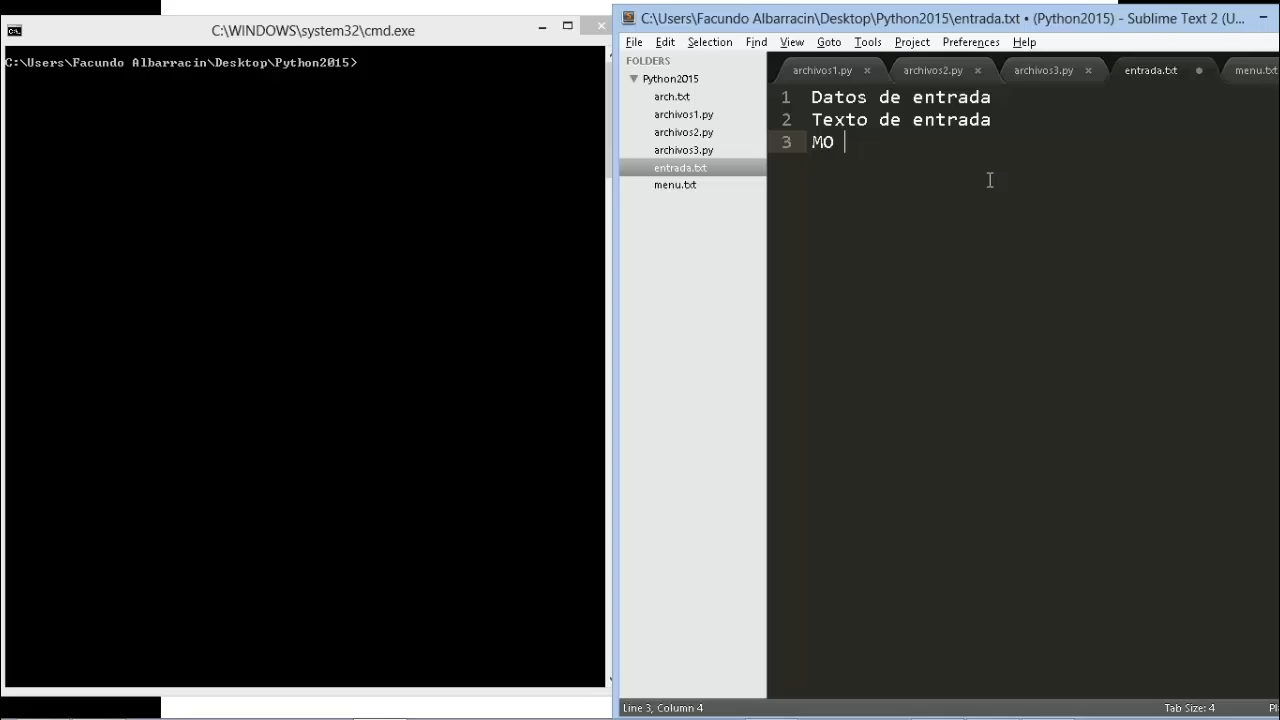 C:\WINDOWS\system32\cmd.exe
C:\Users\Facundo Albarracin\Desktop\Python2015>
C:\Users\Facundo Albarracin\Desktop\Python2015\entrada.txt • (Python2015) - Sublime Text 2 (U...
File Edit Selection Find View Goto Tools Project Preferences Help
FOLDERS
Python2015
arch.txt
archivos1.py
archivos2.py
archivos3.py
entrada.txt
menu.txt
archivos1.py × archivos2.py × archivos3.py × entrada.txt menu.txt
1 Datos de entrada
2 Texto de entrada
3 MO
Line 3, Column 4
Tab Size: 4